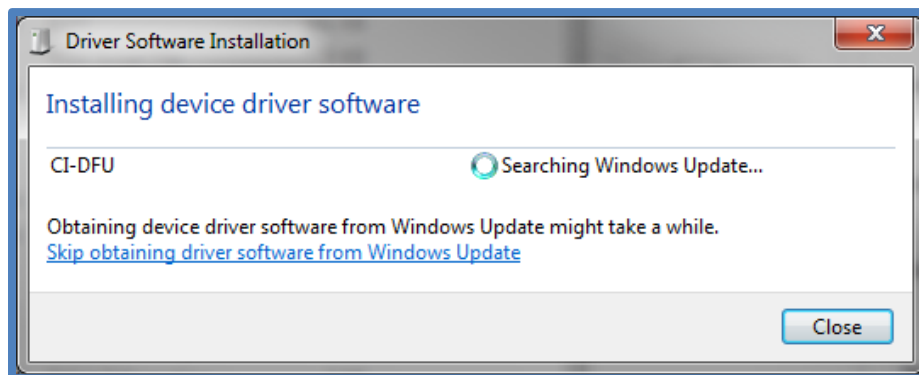 Driver Software Installation
Installing device driver software
CI-DFU Searching Windows Update...
Obtaining device driver software from Windows Update might take a while.
Skip obtaining driver software from Windows Update
Close